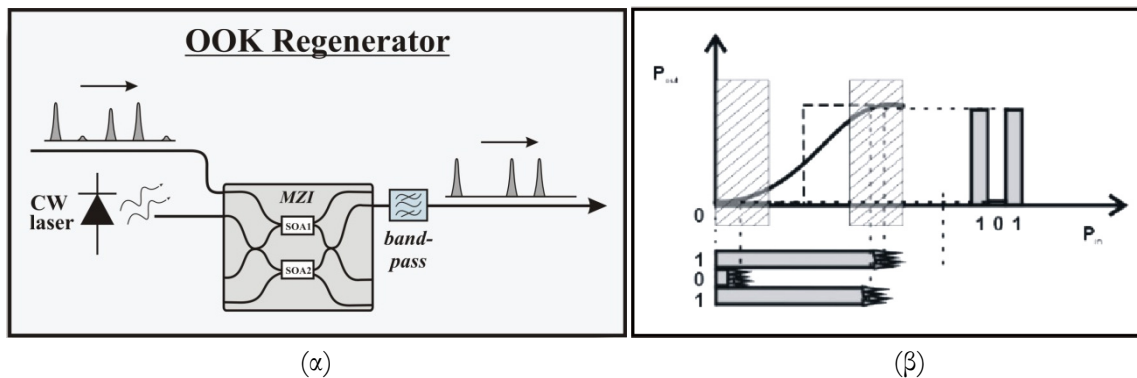 OOK Regenerator
CW
laser
MZI
SOA1
SOA2
band-
pass
P out
0
1 0 1
P in
1
0
1
(α)
(β)